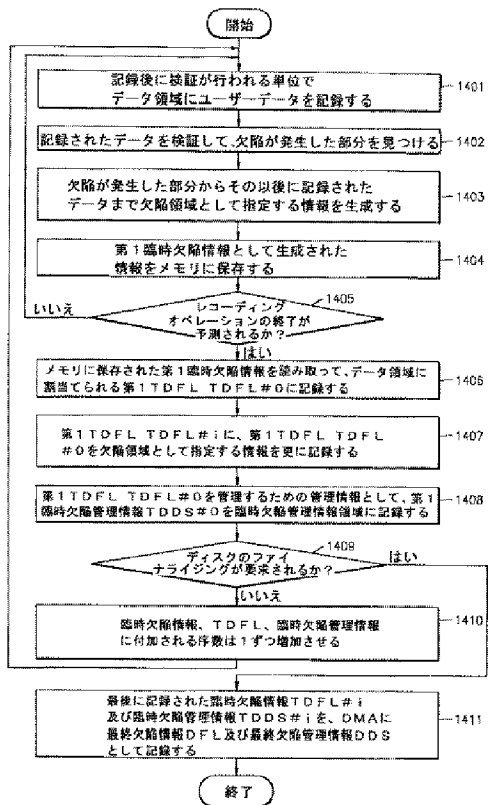 開始
記録後に検証が行われる単位で
データ領域にユーザーデータを記録する
1401
記録されたデータを検証して、欠陥が発生した部分を見つける
1402
欠陥が発生した部分からその以後に記録された
データまで欠陥領域として指定する情報を生成する
1403
第1臨時欠陥情報として生成された
情報をメモリに保存する
1404
いいえ
1405
レコーディング
オペレーションの終了が
予測されるか?
はい
メモリに保存された第1臨時欠陥情報を読み取って、データ領域に
割当てられる第1TDFL TDFL#0に記録する
1406
第1TDFL TDFL#iに、第1TDFL TDFL
#0を欠陥領域として指定する情報を更に記録する
1407
第1TDFL TDFL#0を管理するための管理情報として、第1
臨時欠陥管理情報TDDS#0を臨時欠陥管理情報領域に記録する
1408
1409
はい
ディスクのファイ
ナライジングが要求されるか?
いいえ
臨時欠陥情報、TDFL、臨時欠陥管理情報
に付加される序数は1ずつ増加させる
1410
最後に記録された臨時欠陥情報TDFL#i
及び臨時欠陥管理情報TDDS#iを、DMAに
最終欠陥情報DFL及び最終欠陥管理情報DDS
として記録する
1411
終了